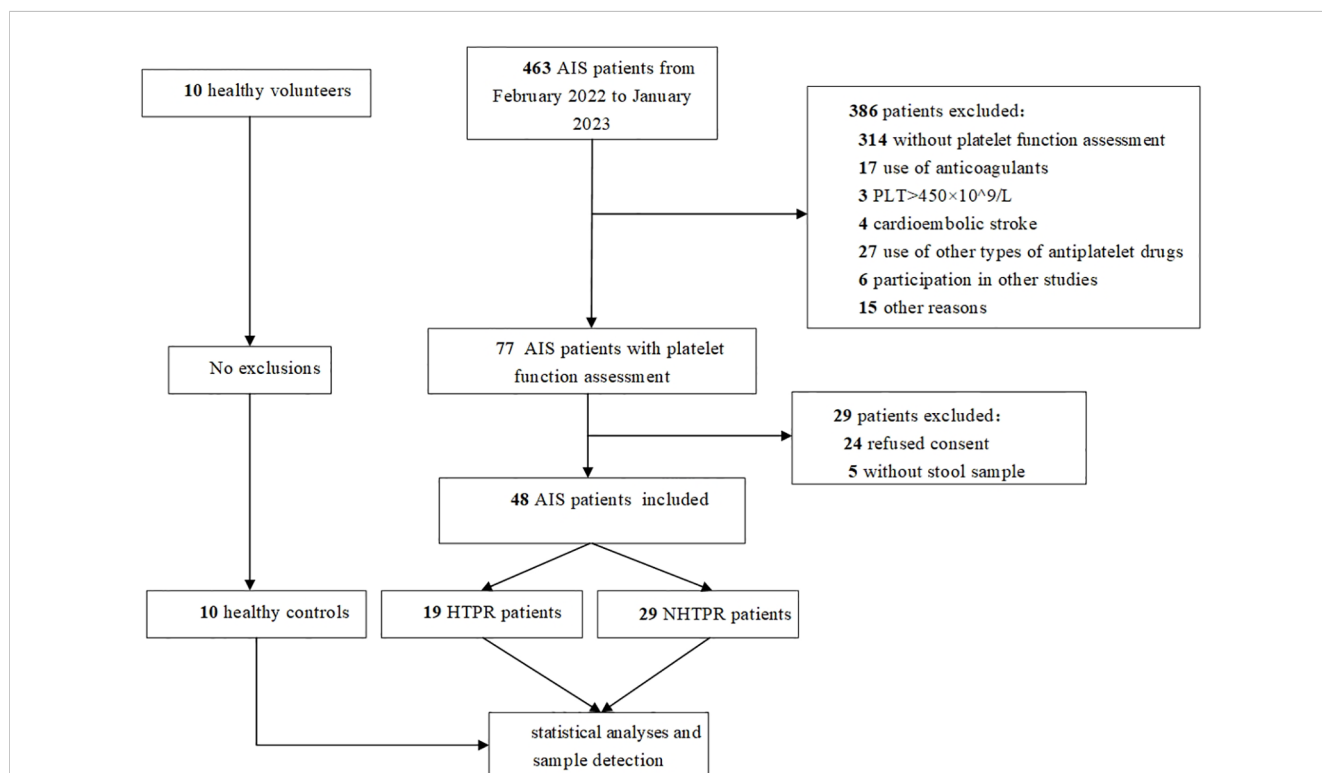 10 healthy volunteers
463 AIS patients from
February 2022 to January
2023
386 patients excluded：
314 without platelet function assessment
17 use of anticoagulants
3 PLT>450×10^9/L
4 cardioembolic stroke
27 use of other types of antiplatelet drugs
6 participation in other studies
15 other reasons
No exclusions
77 AIS patients with platelet
function assessment
29 patients excluded：
24 refused consent
5 without stool sample
48 AIS patients included
10 healthy controls
19 HTPR patients
29 NHTPR patients
statistical analyses and
sample detection